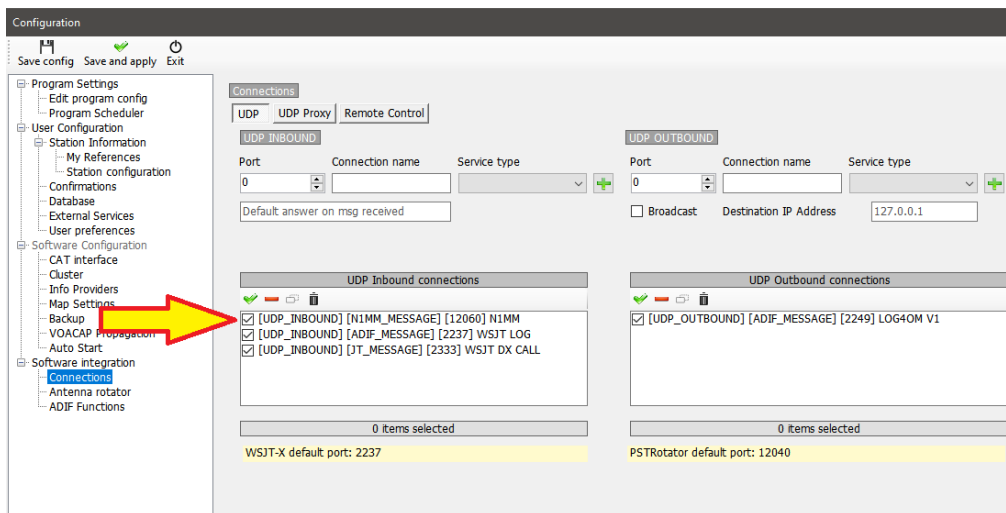 Configuration
Save config Save and apply Exit
Program Settings
Edit program config
Program Scheduler
User Configuration
Station Information
My References
Station configuration
Confirmations
Database
External Services
User preferences
Software Configuration
CAT interface
Cluster
Info Providers
Map Settings
Backup
VOACAP Propagation
Auto Start
Software integration
Connections
Antenna rotator
ADIF Functions
Connections
UDP UDP Proxy Remote Control
UDP INBOUND
Port Connection name Service type
0
Default answer on msg received
UDP Inbound connections
[UDP_INBOUND] [N1MM_MESSAGE] [12060] N1MM
[UDP_INBOUND] [ADIF_MESSAGE] [2237] WSJT LOG
[UDP_INBOUND] [JT_MESSAGE] [2333] WSJT DX CALL
0 items selected
WSJT-X default port: 2237
UDP OUTBOUND
Port Connection name Service type
0
Broadcast Destination IP Address 127.0.0.1
UDP Outbound connections
[UDP_OUTBOUND] [ADIF_MESSAGE] [2249] LOG4OM V1
0 items selected
PSTRotator default port: 12040